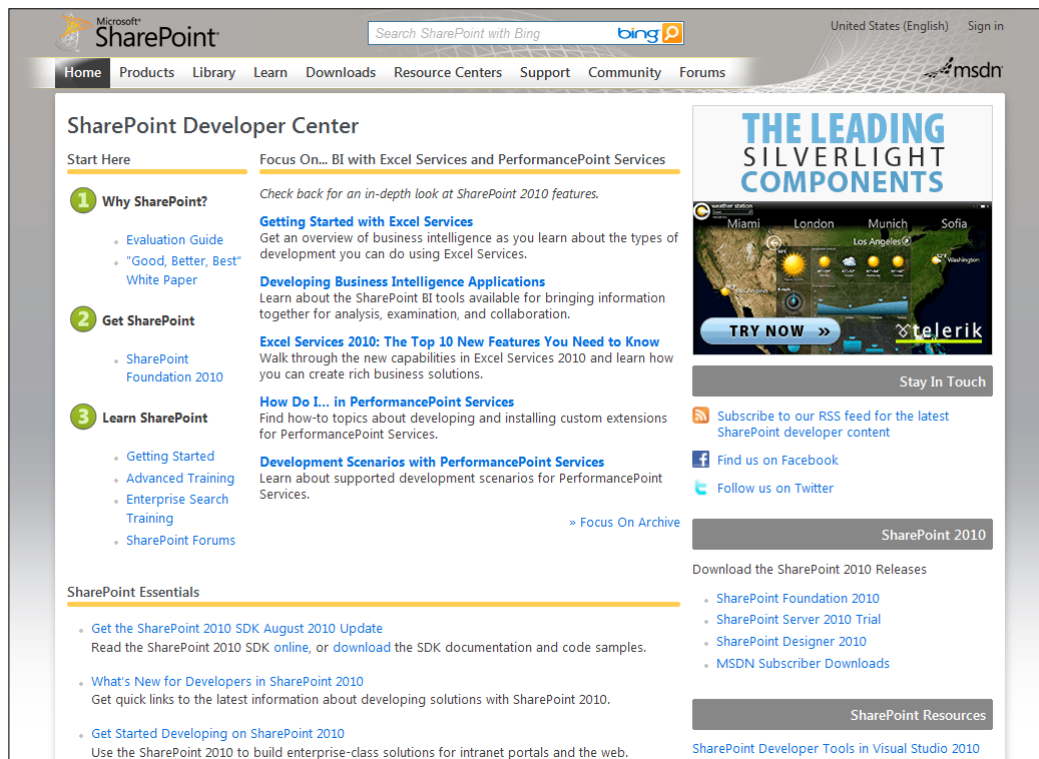 Microsoft®
SharePoint
Search SharePoint with Bing
bing
United States (English) Sign in
Home Products Library Learn Downloads Resource Centers Support Community Forums
msdn
SharePoint Developer Center
Start Here
1 Why SharePoint?
Evaluation Guide
"Good, Better, Best"
White Paper
2 Get SharePoint
SharePoint
Foundation 2010
3 Learn SharePoint
Getting Started
Advanced Training
Enterprise Search
Training
SharePoint Forums
Focus On... BI with Excel Services and PerformancePoint Services
Check back for an in-depth look at SharePoint 2010 features.
Getting Started with Excel Services
Get an overview of business intelligence as you learn about the types of
development you can do using Excel Services.
Developing Business Intelligence Applications
Learn about the SharePoint BI tools available for bringing information
together for analysis, examination, and collaboration.
Excel Services 2010: The Top 10 New Features You Need to Know
Walk through the new capabilities in Excel Services 2010 and learn how
you can create rich business solutions.
How Do I... in PerformancePoint Services
Find how-to topics about developing and installing custom extensions
for PerformancePoint Services.
Development Scenarios with PerformancePoint Services
Learn about supported development scenarios for PerformancePoint
Services.
» Focus On Archive
SharePoint Essentials
Get the SharePoint 2010 SDK August 2010 Update
Read the SharePoint 2010 SDK online, or download the SDK documentation and code samples.
What's New for Developers in SharePoint 2010
Get quick links to the latest information about developing solutions with SharePoint 2010.
Get Started Developing on SharePoint 2010
Use the SharePoint 2010 to build enterprise-class solutions for intranet portals and the web.
THE LEADING
SILVERLIGHT
COMPONENTS
weather station
Miami London Munich Sofia
Los Angeles
Washington
TRY NOW »
telerik
Stay In Touch
Subscribe to our RSS feed for the latest
SharePoint developer content
Find us on Facebook
Follow us on Twitter
SharePoint 2010
Download the SharePoint 2010 Releases
SharePoint Foundation 2010
SharePoint Server 2010 Trial
SharePoint Designer 2010
MSDN Subscriber Downloads
SharePoint Resources
SharePoint Developer Tools in Visual Studio 2010